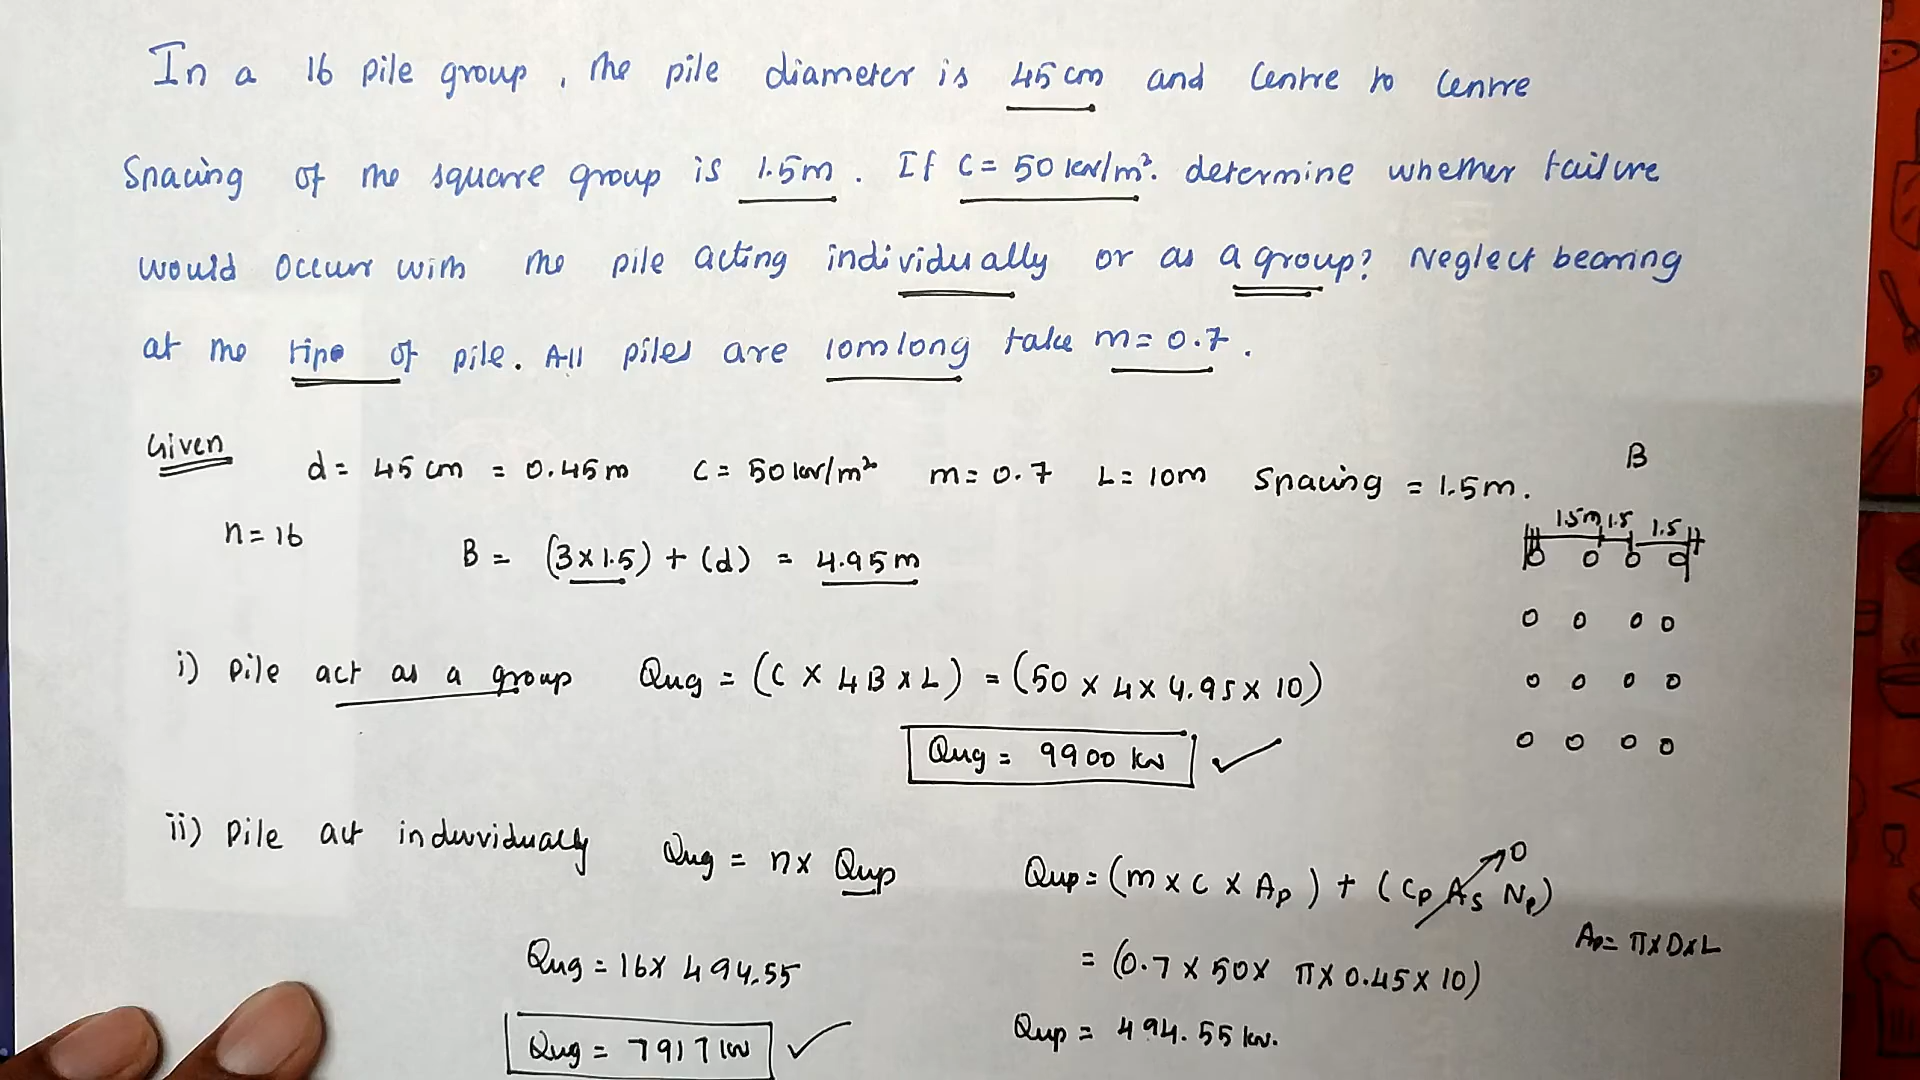 In a 16 pile group, the pile diameter is 45 cm and centre to centre
spacing of the square group is 1.5m. If C = 50 kN/m². determine whether failure
would occur with the pile acting individually or as a group? Neglect bearing
at the tips of pile. All piles are 10m long take m = 0.7.
Given
d = 45 cm = 0.45m C = 50 kN/m² m = 0.7 L = 10m Spacing = 1.5m.
B
1.5m 1.5 1.5
n = 16
B = (3 × 1.5) + (d) = 4.95m
i) pile act as a group Qug = (C × 4B × L) = (50 × 4 × 4.95 × 10)
Qug = 9900 kN
ii) pile act individually Qug = n × Qup Qup = (m × c × Ap) + (Cp As Np) 0
Ap = π × D × L
Qug = 16 × 494.55 = (0.7 × 50 × π × 0.45 × 10)
Qug = 7917 kN Qup = 494.55 kN.